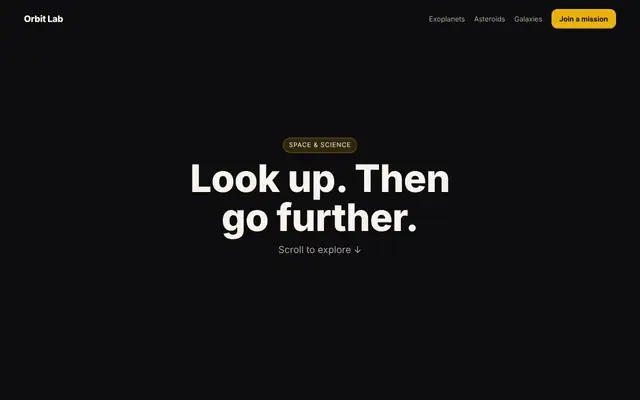 Orbit Lab
Exoplanets Asteroids Galaxies Join a mission
SPACE & SCIENCE
Look up. Then
go further.
Scroll to explore ↓